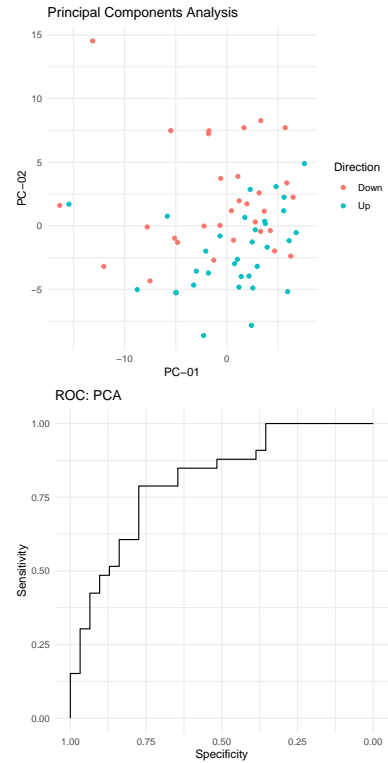 Principal Components Analysis
15
10
5
0
−5
−10
0
PC−02
PC−01
Direction
Down
Up
ROC: PCA
1.00
0.75
0.50
0.25
0.00
1.00
0.75
0.50
0.25
0.00
Sensitivity
Specificity